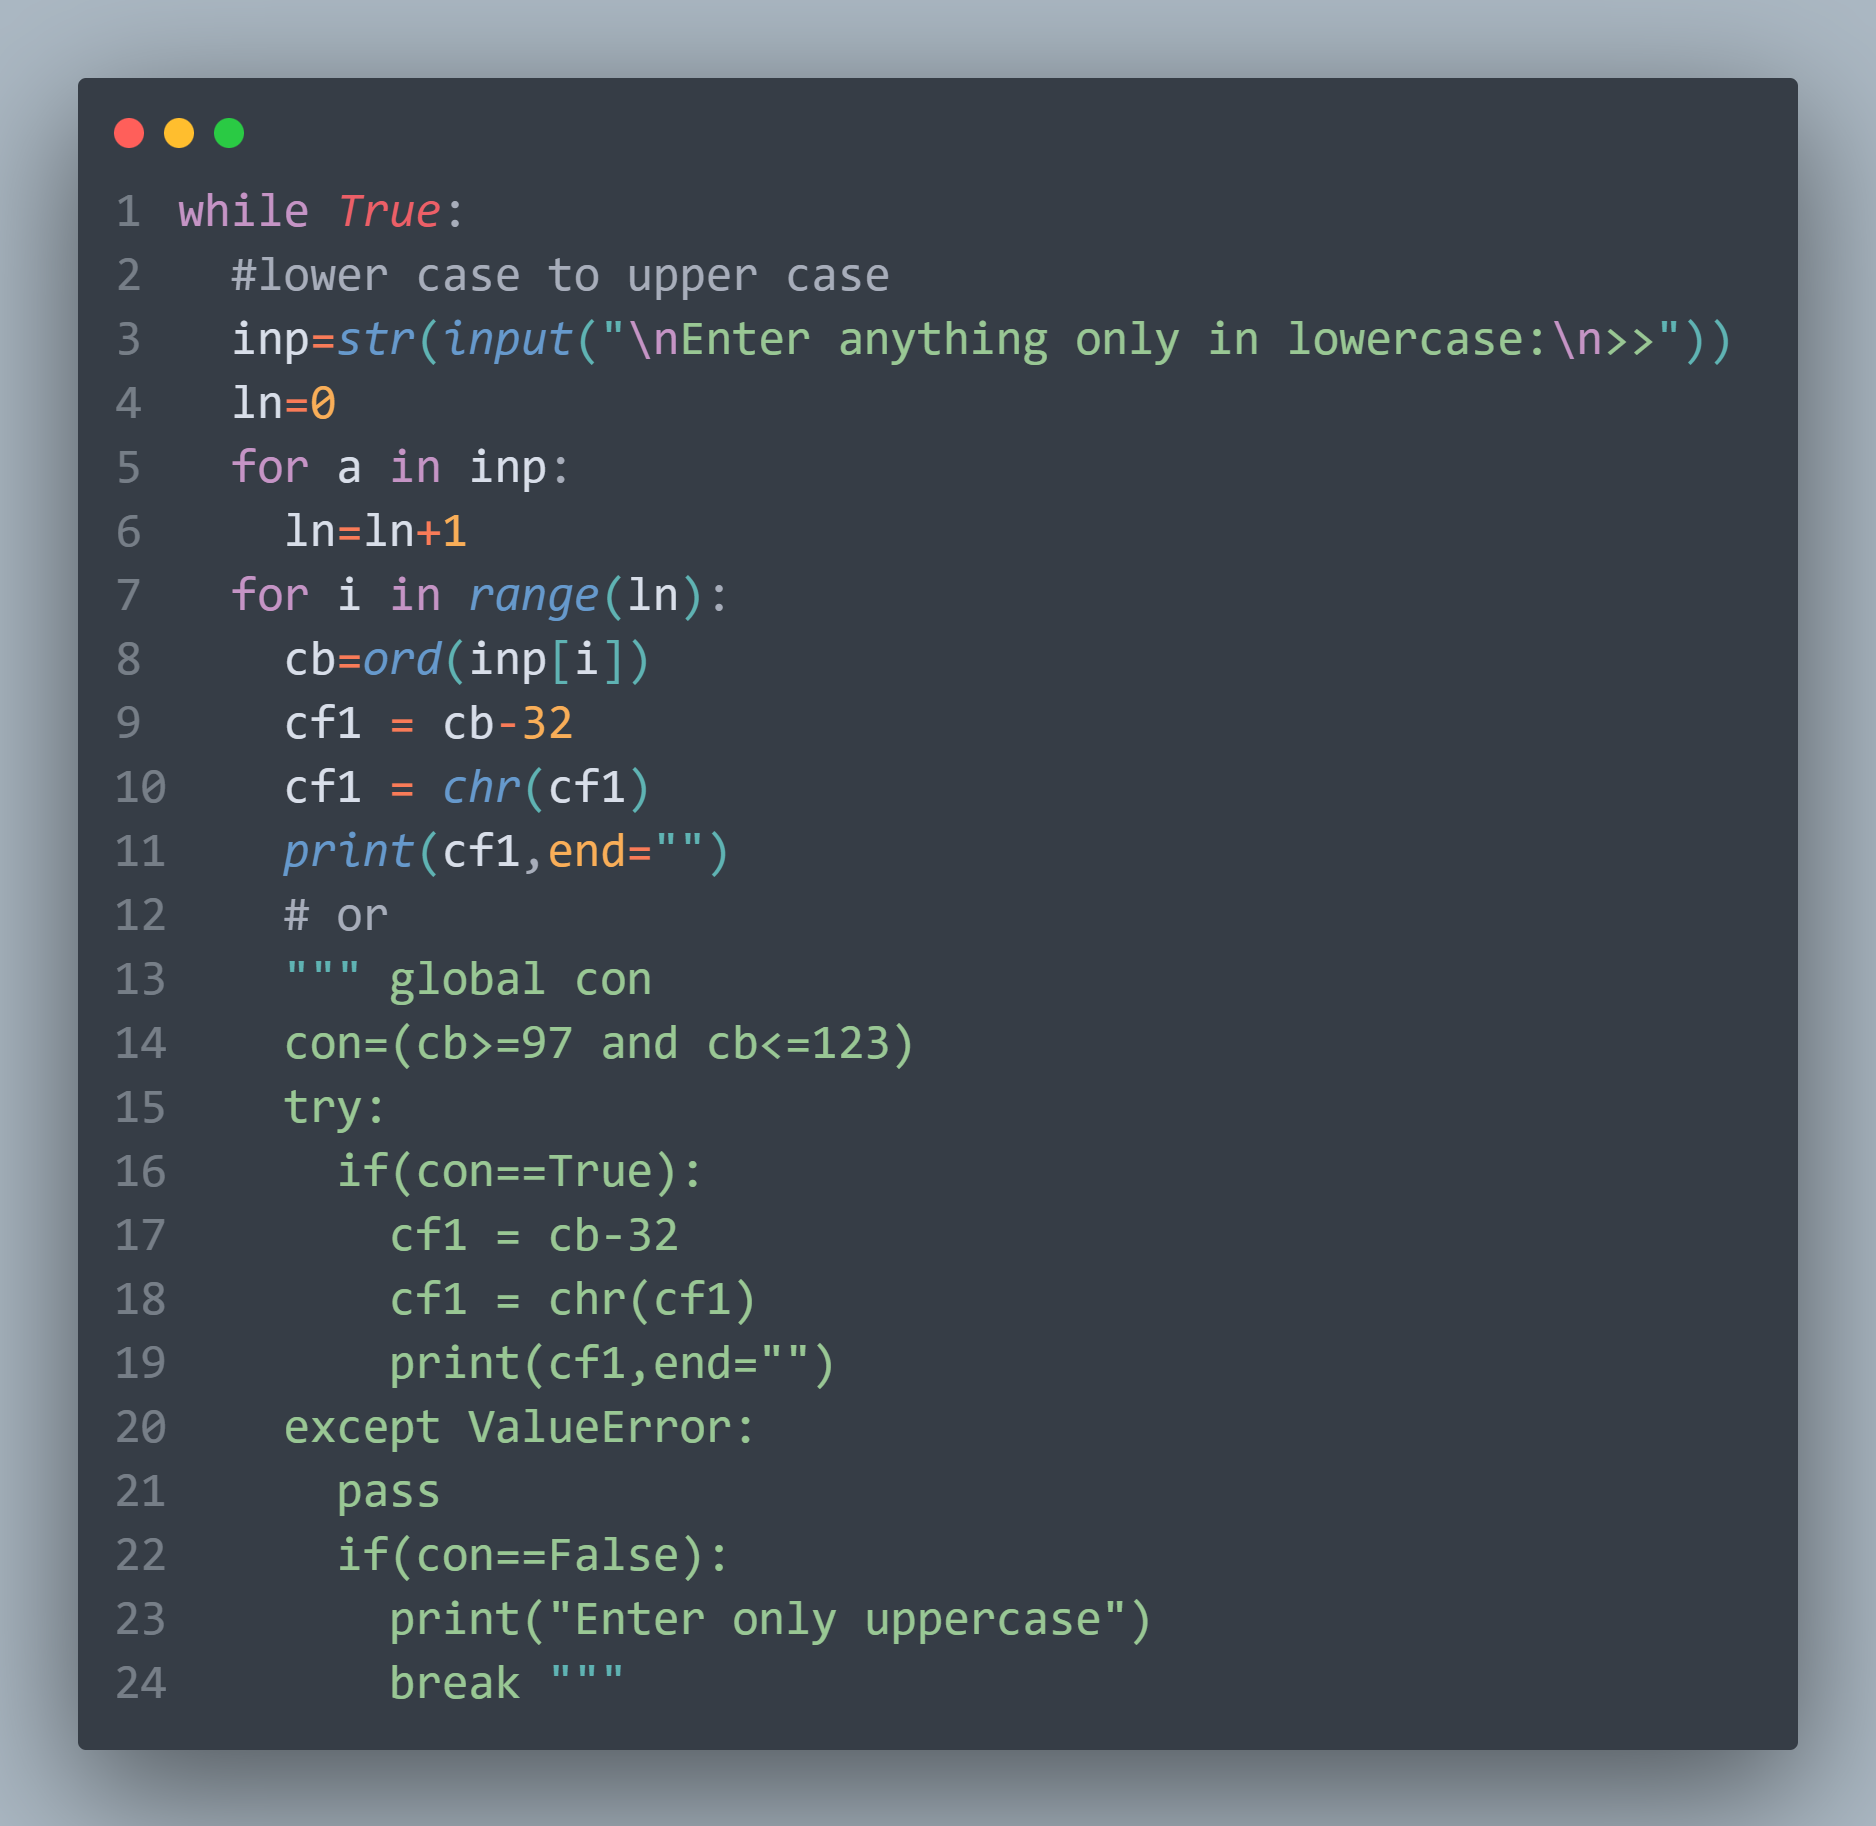 1 while True:
2   #lower case to upper case
3   inp=str(input("\nEnter anything only in lowercase:\n>>"))
4   ln=0
5   for a in inp:
6     ln=ln+1
7   for i in range(ln):
8     cb=ord(inp[i])
9     cf1 = cb-32
10     cf1 = chr(cf1)
11     print(cf1,end="")
12     # or
13     """ global con
14     con=(cb>=97 and cb<=123)
15     try:
16       if(con==True):
17         cf1 = cb-32
18         cf1 = chr(cf1)
19         print(cf1,end="")
20     except ValueError:
21       pass
22       if(con==False):
23         print("Enter only uppercase")
24         break """